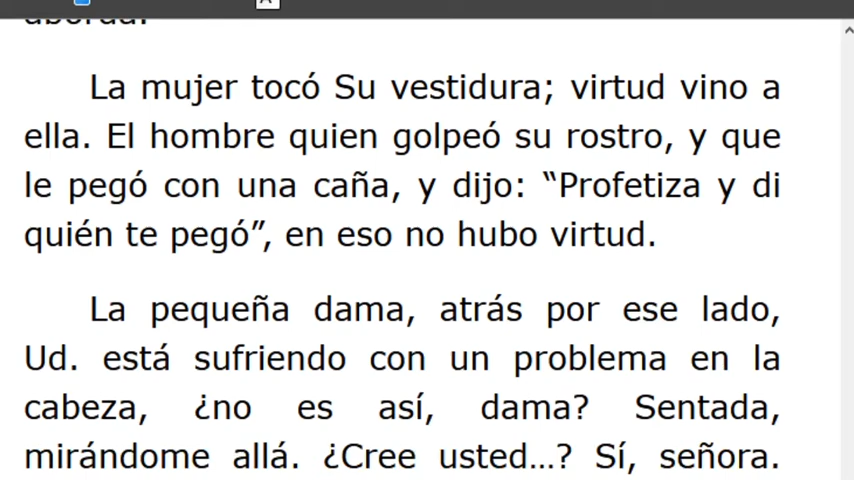 aborda.
La mujer tocó Su vestidura; virtud vino a
ella. El hombre quien golpeó su rostro, y que
le pegó con una caña, y dijo: “Profetiza y di
quién te pegó”, en eso no hubo virtud.
La pequeña dama, atrás por ese lado,
Ud. está sufriendo con un problema en la
cabeza, ¿no es así, dama? Sentada,
mirándome allá. ¿Cree usted…? Sí, señora.